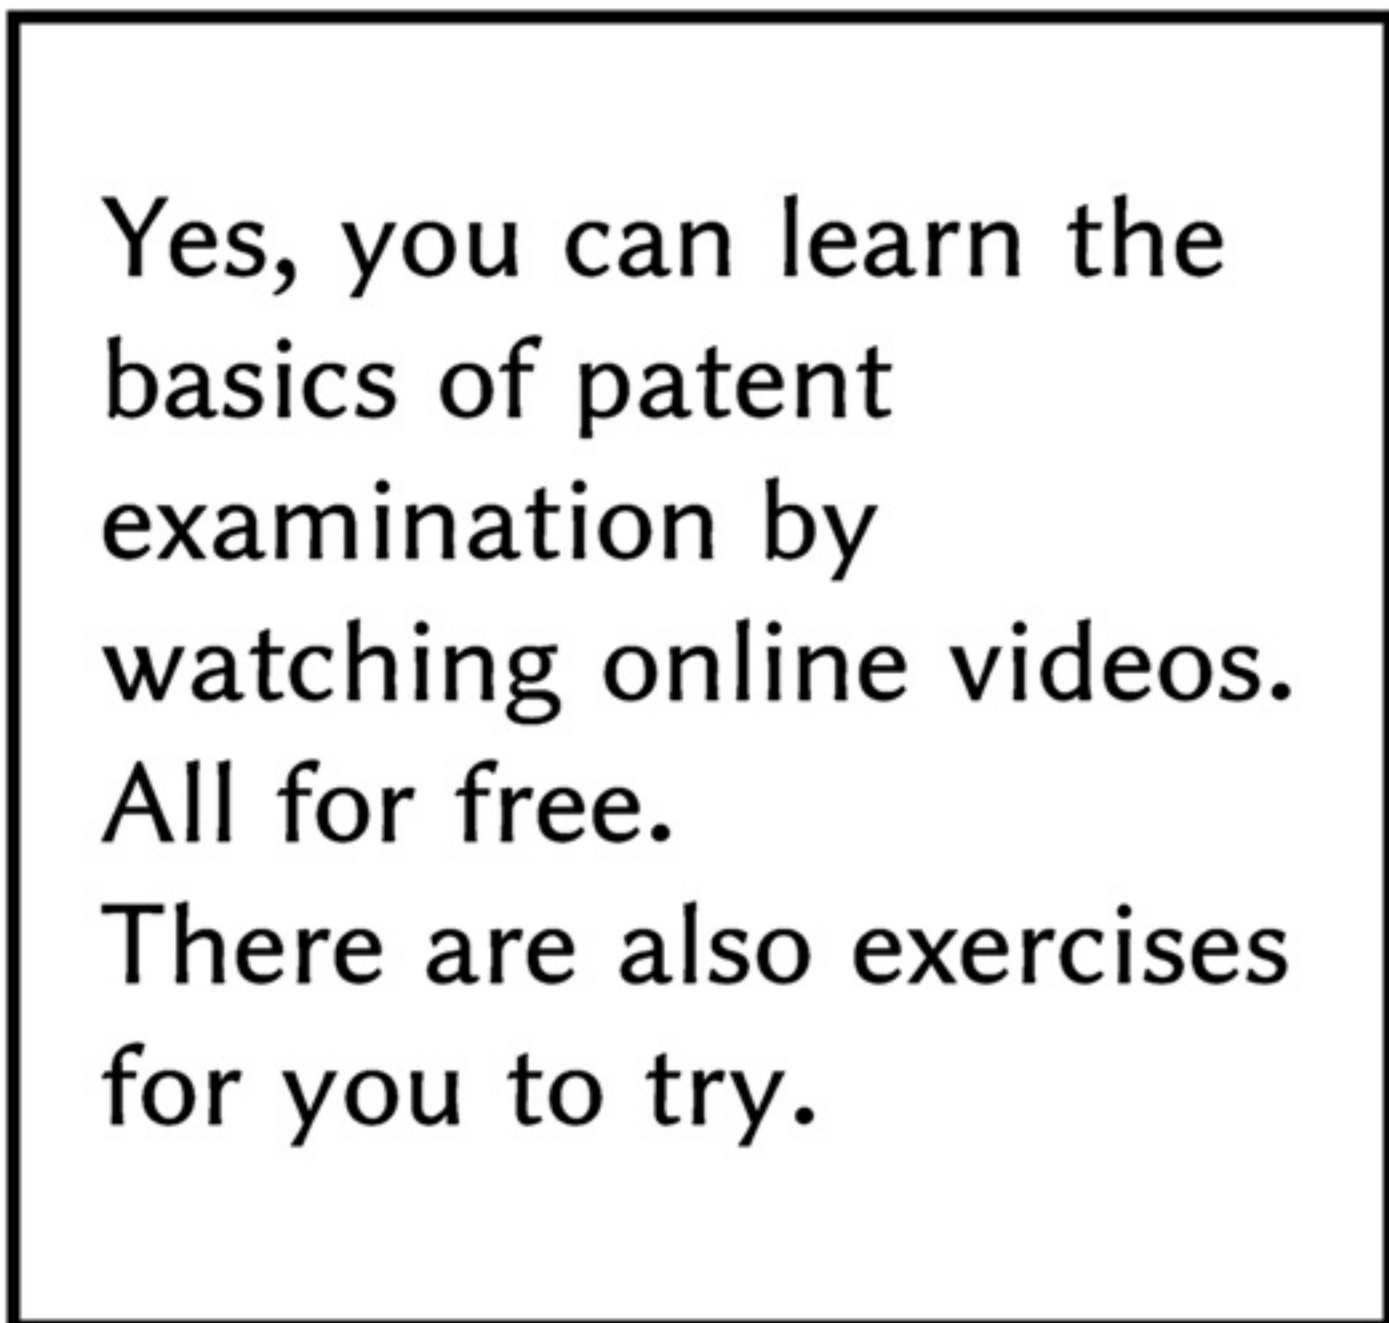 Yes, you can learn the
basics of patent
examination by
watching online videos.
All for free.
There are also exercises
for you to try.